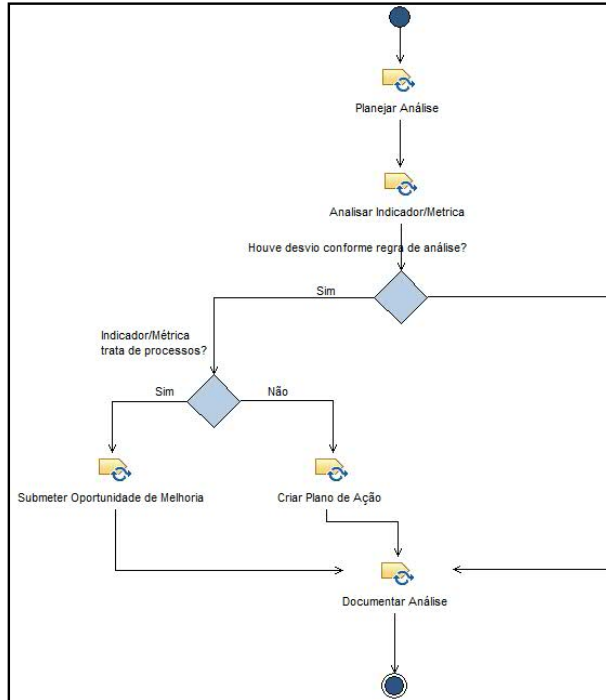 Planejar Análise
Analisar Indicador/Metrica
Houve desvio conforme regra de análise?
Sim
Indicador/Métrica
trata de processos?
Sim
Não
Submeter Oportunidade de Melhoria
Criar Plano de Ação
Documentar Análise